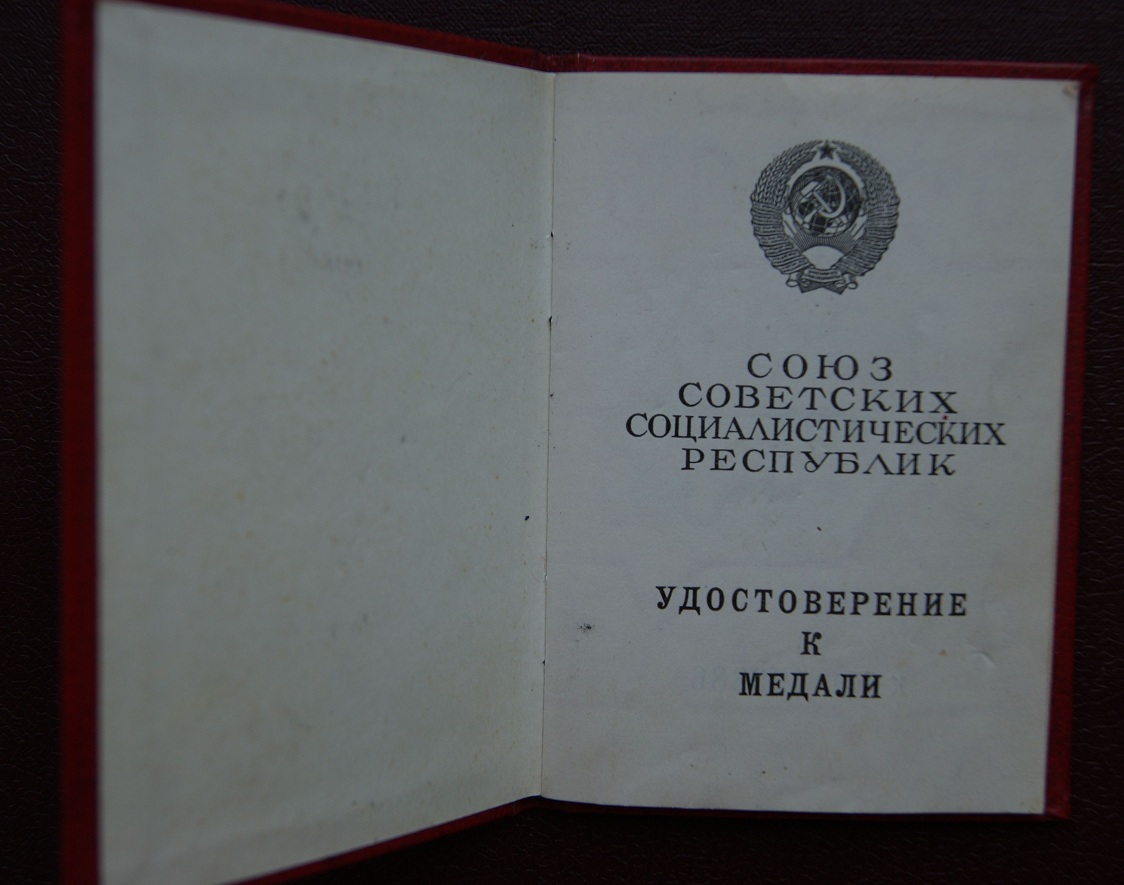 СОЮЗ
СОВЕТСКИХ
СОЦИАЛИСТИЧЕСКИХ
РЕСПУБЛИК
УДОСТОВЕРЕНИЕ
К
МЕДАЛИ